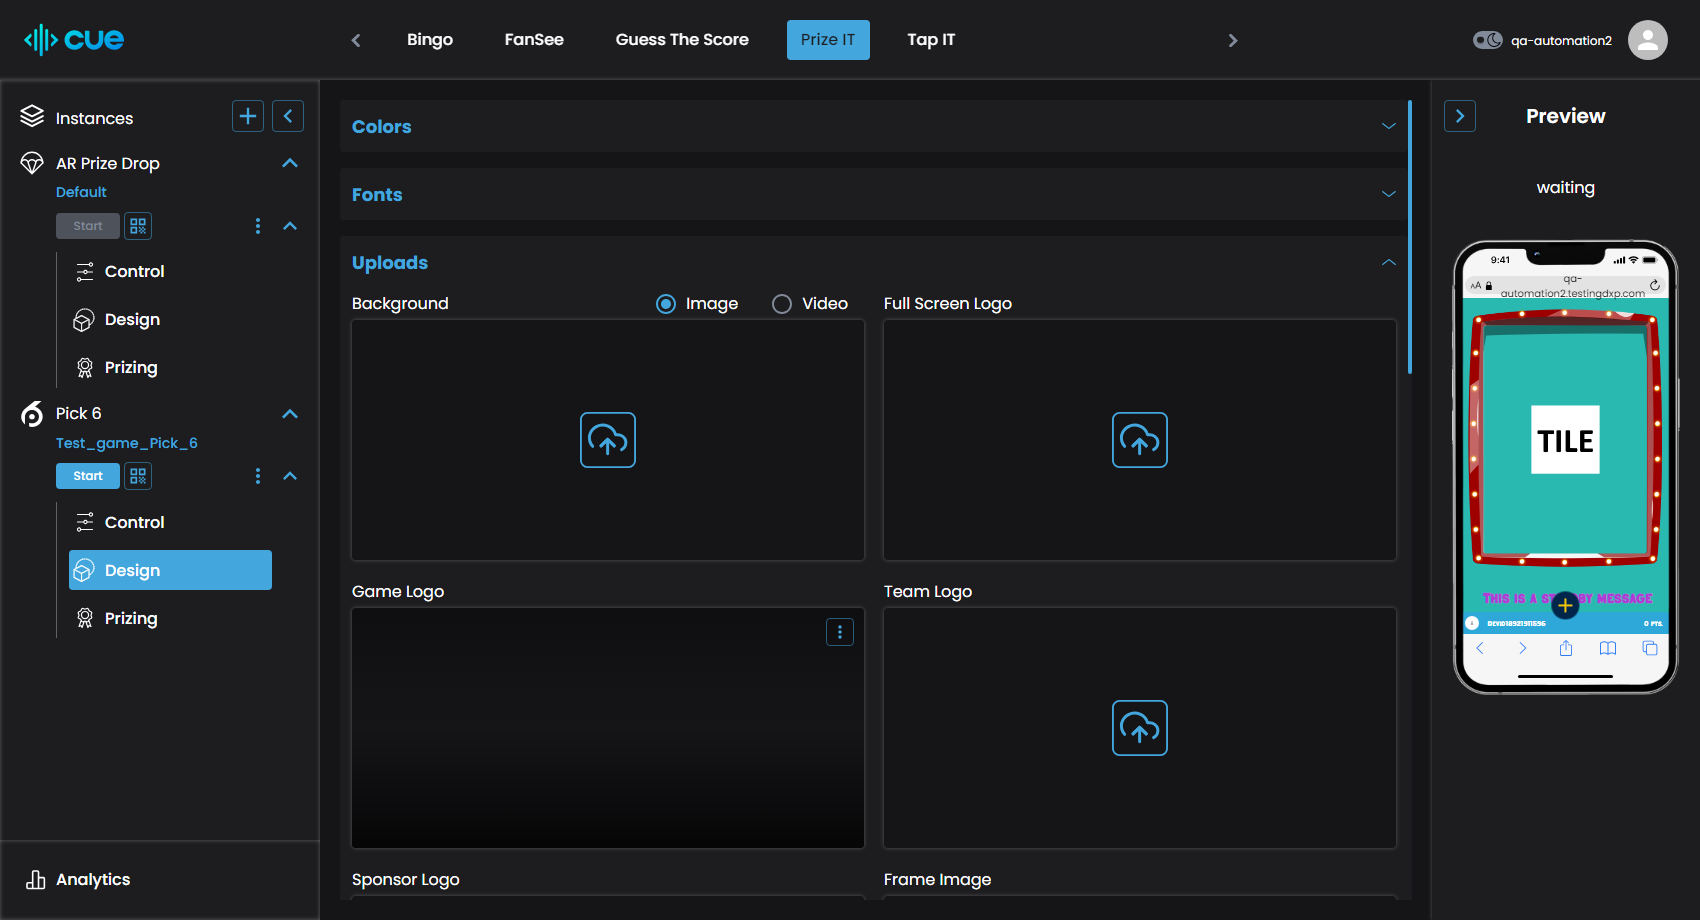 cue
Bingo
FanSee
Guess The Score
Prize IT
Tap IT
qa-automation2
Instances
AR Prize Drop
Default
Start
Control
Design
Prizing
Pick 6
Test_game_Pick_6
Start
Control
Design
Prizing
Analytics
Colors
Fonts
Uploads
Background
Image
Video
Full Screen Logo
Game Logo
Team Logo
Sponsor Logo
Frame Image
Preview
waiting
9:41
AA
qa-
automation2.testingdxp.com
TILE
THIS IS A ST BY MESSAGE
0 PTS.